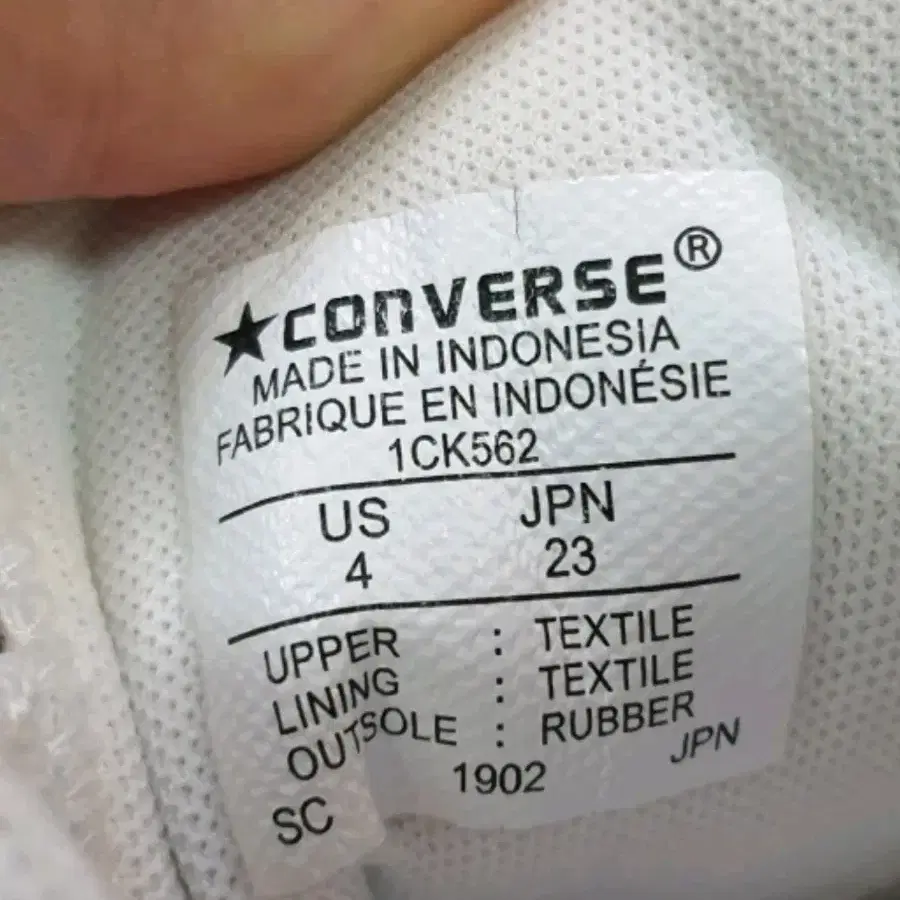 ★CONVERSE®
MADE IN INDONESIA
FABRIQUE EN INDONÉSIE
1CK562
US JPN
4 23
UPPER : TEXTILE
LINING : TEXTILE
OUTSOLE : RUBBER
SC 1902 JPN